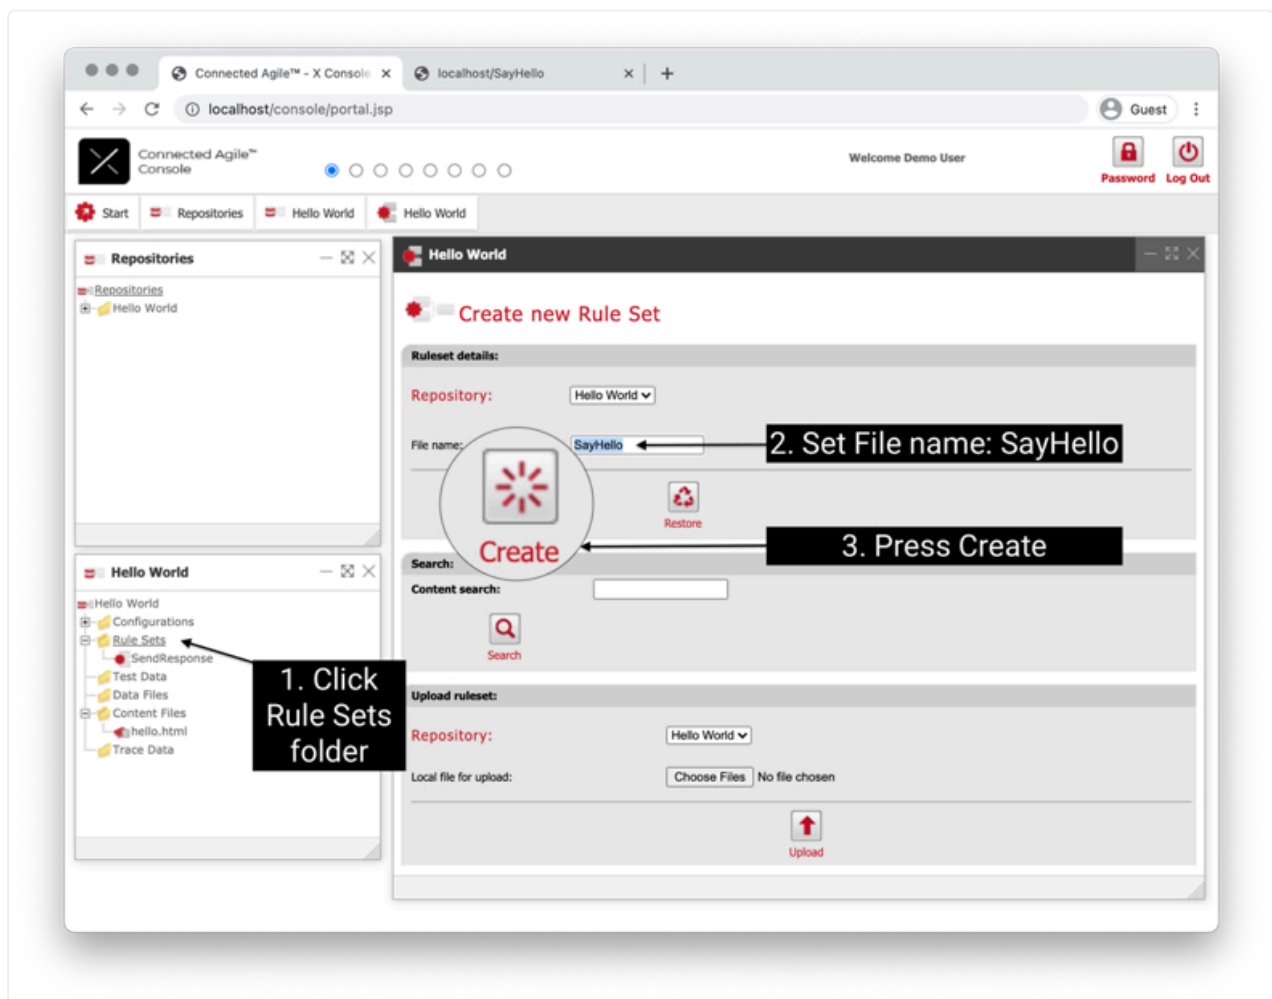 Connected Agile™ - X Console
localhost/SayHello
localhost/console/portal.jsp
Guest
Connected Agile™
Console
Welcome Demo User
Password
Log Out
Start
Repositories
Hello World
Hello World
Repositories
Repositories
Hello World
Hello World
Hello World
Configurations
Rule Sets
SendResponse
Test Data
Data Files
Content Files
hello.html
Trace Data
1. Click
Rule Sets
folder
Hello World
Create new Rule Set
Ruleset details:
Repository:
Hello World
File name:
SayHello
2. Set File name: SayHello
Create
Restore
3. Press Create
Search:
Content search:
Search
Upload ruleset:
Repository:
Hello World
Local file for upload:
Choose Files
No file chosen
Upload